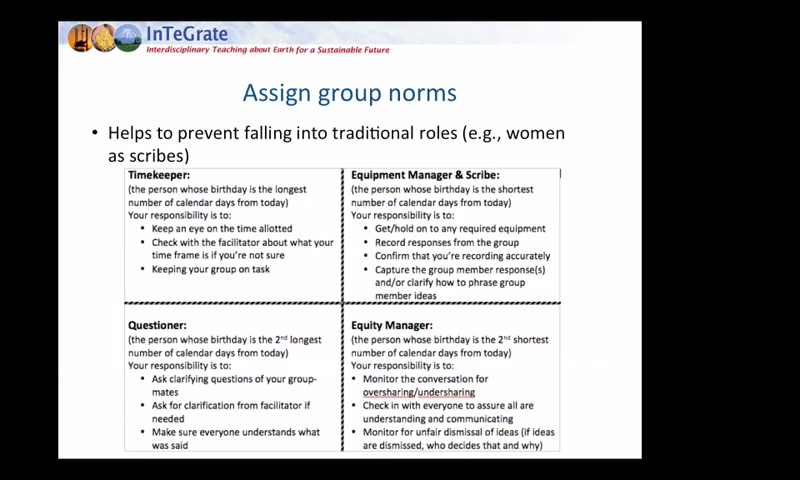 InTeGrate
Interdisciplinary Teaching about Earth for a Sustainable Future
Assign group norms
• Helps to prevent falling into traditional roles (e.g., women
as scribes)
Timekeeper:
(the person whose birthday is the longest
number of calendar days from today)
Your responsibility is to:
• Keep an eye on the time allotted
• Check with the facilitator about what your
time frame is if you're not sure
• Keeping your group on task
Equipment Manager & Scribe:
(the person whose birthday is the shortest
number of calendar days from today)
Your responsibility is to:
• Get/hold on to any required equipment
• Record responses from the group
• Confirm that you're recording accurately
• Capture the group member response(s)
and/or clarify how to phrase group
member ideas
Questioner:
(the person whose birthday is the 2nd longest
number of calendar days from today)
Your responsibility is to:
• Ask clarifying questions of your group-
mates
• Ask for clarification from facilitator if
needed
• Make sure everyone understands what
was said
Equity Manager:
(the person whose birthday is the 2nd shortest
number of calendar days from today)
Your responsibility is to:
• Monitor the conversation for
oversharing/undersharing
• Check in with everyone to assure all are
understanding and communicating
• Monitor for unfair dismissal of ideas (if ideas
are dismissed, who decides that and why)